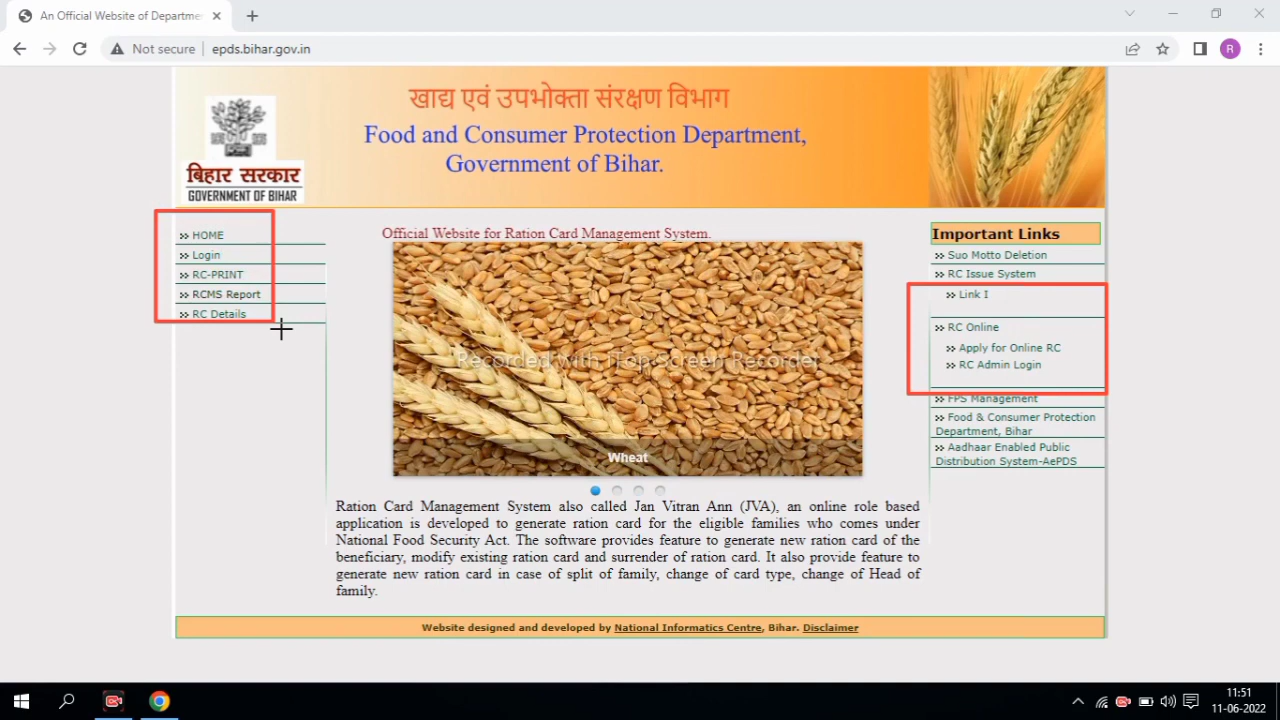 An Official Website of Departme
Not secure
epds.bihar.gov.in
R
खाद्य एवं उपभोक्ता संरक्षण विभाग
Food and Consumer Protection Department,
Government of Bihar.
बिहार सरकार
GOVERNMENT OF BIHAR
HOME
Login
RC-PRINT
RCMS Report
RC Details
Official Website for Ration Card Management System.
Recorded with iTop Screen Recorder
Wheat
Important Links
Suo Motto Deletion
RC Issue System
Link I
RC Online
Apply for Online RC
RC Admin Login
FPS Management
Food & Consumer Protection
Department, Bihar
Aadhaar Enabled Public
Distribution System-AePDS
Ration Card Management System also called Jan Vitran Ann (JVA), an online role based
application is developed to generate ration card for the eligible families who comes under
National Food Security Act. The software provides feature to generate new ration card of the
beneficiary, modify existing ration card and surrender of ration card. It also provide feature to
generate new ration card in case of split of family, change of card type, change of Head of
family.
Website designed and developed by National Informatics Centre, Bihar. Disclaimer
11:51
11-06-2022